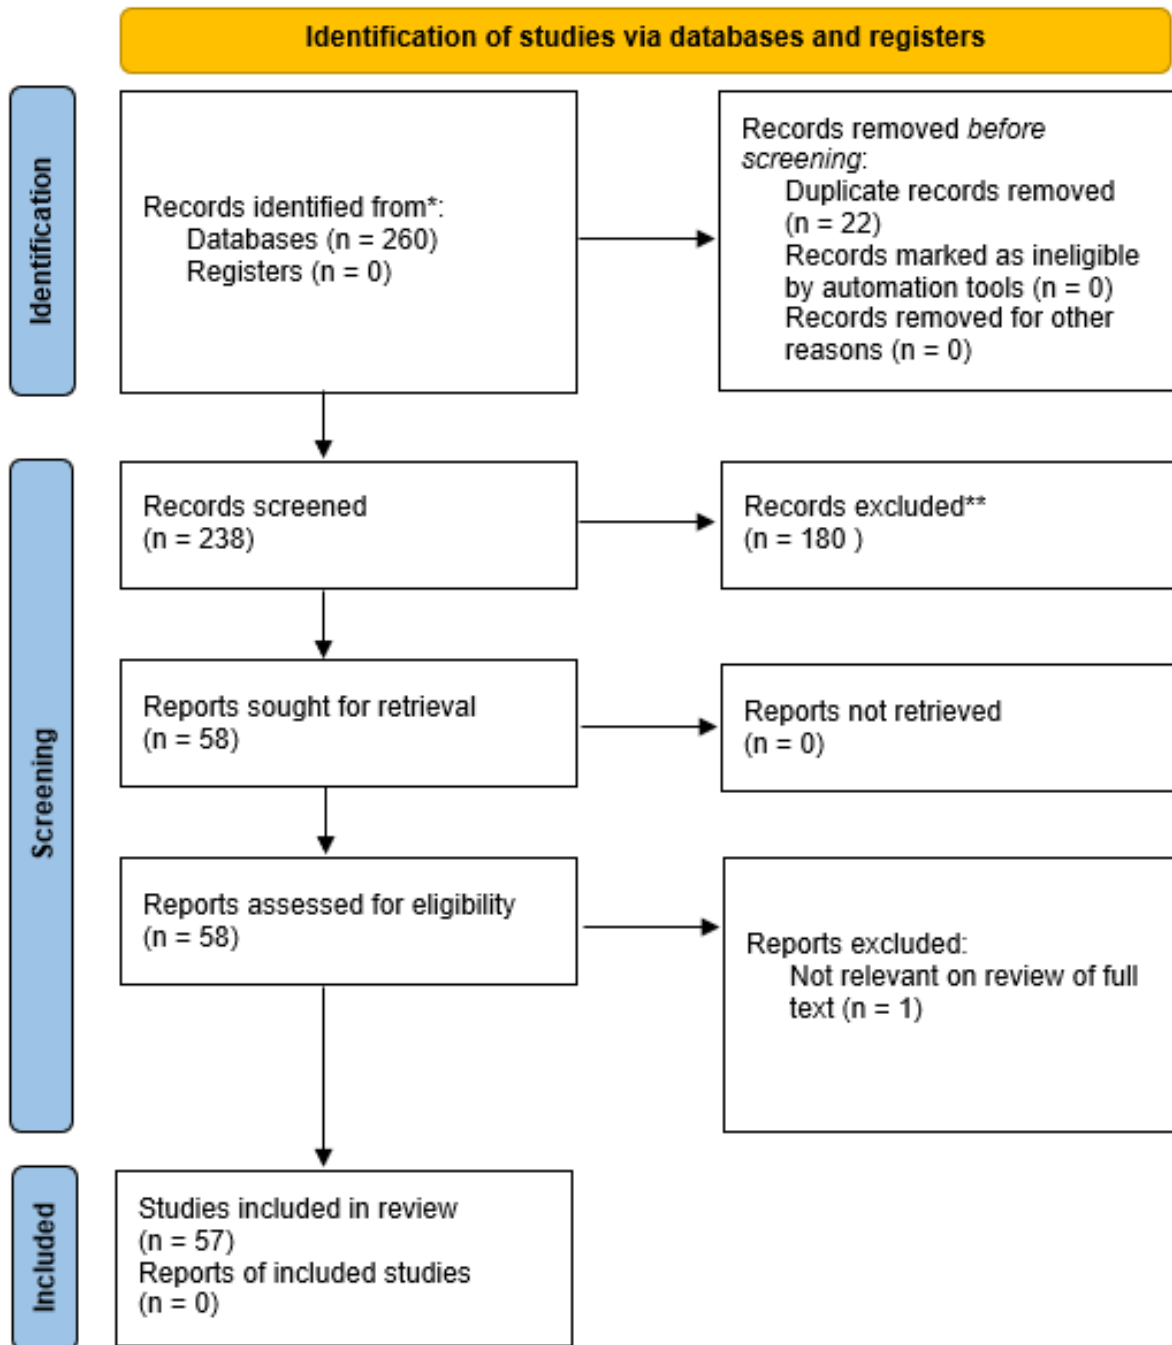 Identification of studies via databases and registers
Identification
Records identified from*:
Databases (n = 260)
Registers (n = 0)
Records removed before
screening:
Duplicate records removed
(n = 22)
Records marked as ineligible
by automation tools (n = 0)
Records removed for other
reasons (n = 0)
Screening
Records screened
(n = 238)
Records excluded**
(n = 180 )
Reports sought for retrieval
(n = 58)
Reports not retrieved
(n = 0)
Reports assessed for eligibility
(n = 58)
Reports excluded:
Not relevant on review of full
text (n = 1)
Included
Studies included in review
(n = 57)
Reports of included studies
(n = 0)